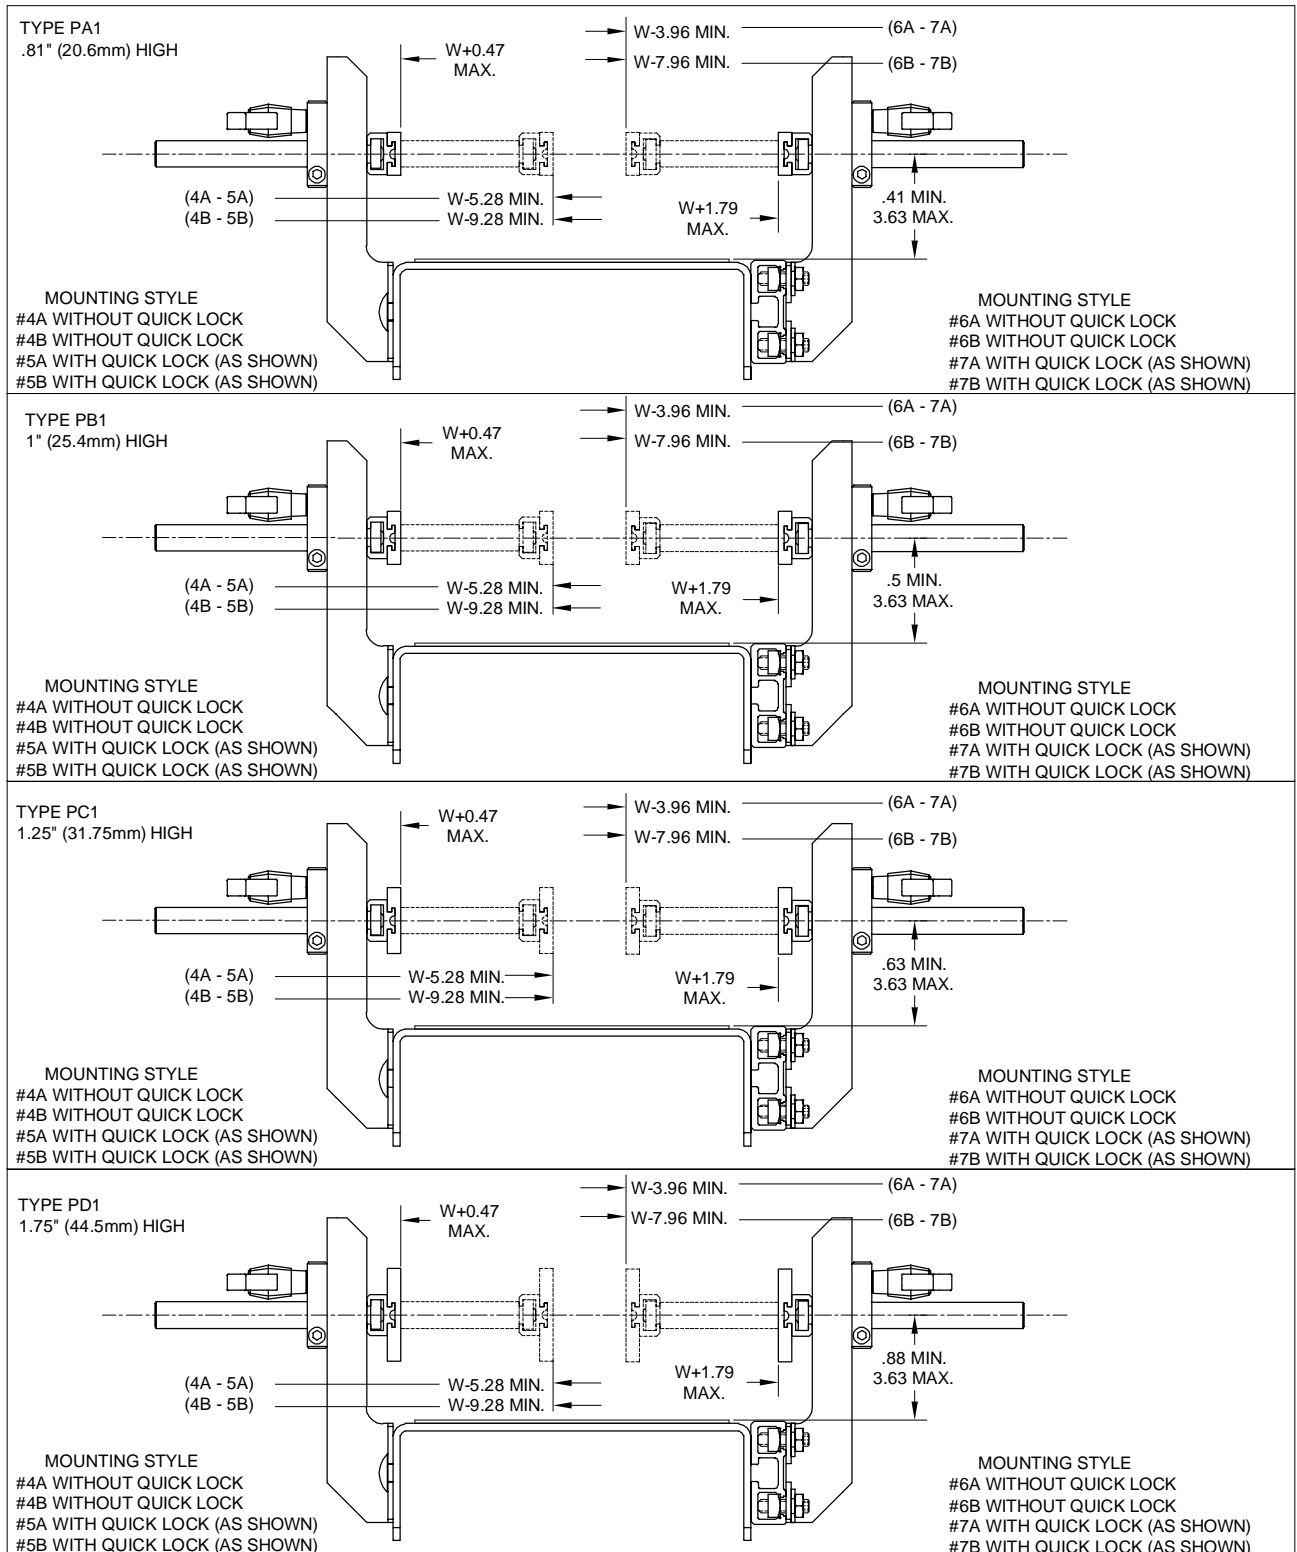 TYPE PA1
.81" (20.6mm) HIGH
W+0.47
MAX.
W-3.96 MIN.
(6A - 7A)
W-7.96 MIN.
(6B - 7B)
(4A - 5A)
W-5.28 MIN.
(4B - 5B)
W-9.28 MIN.
W+1.79
MAX.
.41 MIN.
3.63 MAX.
MOUNTING STYLE
#4A WITHOUT QUICK LOCK
#4B WITHOUT QUICK LOCK
#5A WITH QUICK LOCK (AS SHOWN)
#5B WITH QUICK LOCK (AS SHOWN)
MOUNTING STYLE
#6A WITHOUT QUICK LOCK
#6B WITHOUT QUICK LOCK
#7A WITH QUICK LOCK (AS SHOWN)
#7B WITH QUICK LOCK (AS SHOWN)
TYPE PB1
1" (25.4mm) HIGH
W+0.47
MAX.
W-3.96 MIN.
(6A - 7A)
W-7.96 MIN.
(6B - 7B)
(4A - 5A)
W-5.28 MIN.
(4B - 5B)
W-9.28 MIN.
W+1.79
MAX.
.5 MIN.
3.63 MAX.
MOUNTING STYLE
#4A WITHOUT QUICK LOCK
#4B WITHOUT QUICK LOCK
#5A WITH QUICK LOCK (AS SHOWN)
#5B WITH QUICK LOCK (AS SHOWN)
MOUNTING STYLE
#6A WITHOUT QUICK LOCK
#6B WITHOUT QUICK LOCK
#7A WITH QUICK LOCK (AS SHOWN)
#7B WITH QUICK LOCK (AS SHOWN)
TYPE PC1
1.25" (31.75mm) HIGH
W+0.47
MAX.
W-3.96 MIN.
(6A - 7A)
W-7.96 MIN.
(6B - 7B)
(4A - 5A)
W-5.28 MIN.
(4B - 5B)
W-9.28 MIN.
W+1.79
MAX.
.63 MIN.
3.63 MAX.
MOUNTING STYLE
#4A WITHOUT QUICK LOCK
#4B WITHOUT QUICK LOCK
#5A WITH QUICK LOCK (AS SHOWN)
#5B WITH QUICK LOCK (AS SHOWN)
MOUNTING STYLE
#6A WITHOUT QUICK LOCK
#6B WITHOUT QUICK LOCK
#7A WITH QUICK LOCK (AS SHOWN)
#7B WITH QUICK LOCK (AS SHOWN)
TYPE PD1
1.75" (44.5mm) HIGH
W+0.47
MAX.
W-3.96 MIN.
(6A - 7A)
W-7.96 MIN.
(6B - 7B)
(4A - 5A)
W-5.28 MIN.
(4B - 5B)
W-9.28 MIN.
W+1.79
MAX.
.88 MIN.
3.63 MAX.
MOUNTING STYLE
#4A WITHOUT QUICK LOCK
#4B WITHOUT QUICK LOCK
#5A WITH QUICK LOCK (AS SHOWN)
#5B WITH QUICK LOCK (AS SHOWN)
MOUNTING STYLE
#6A WITHOUT QUICK LOCK
#6B WITHOUT QUICK LOCK
#7A WITH QUICK LOCK (AS SHOWN)
#7B WITH QUICK LOCK (AS SHOWN)